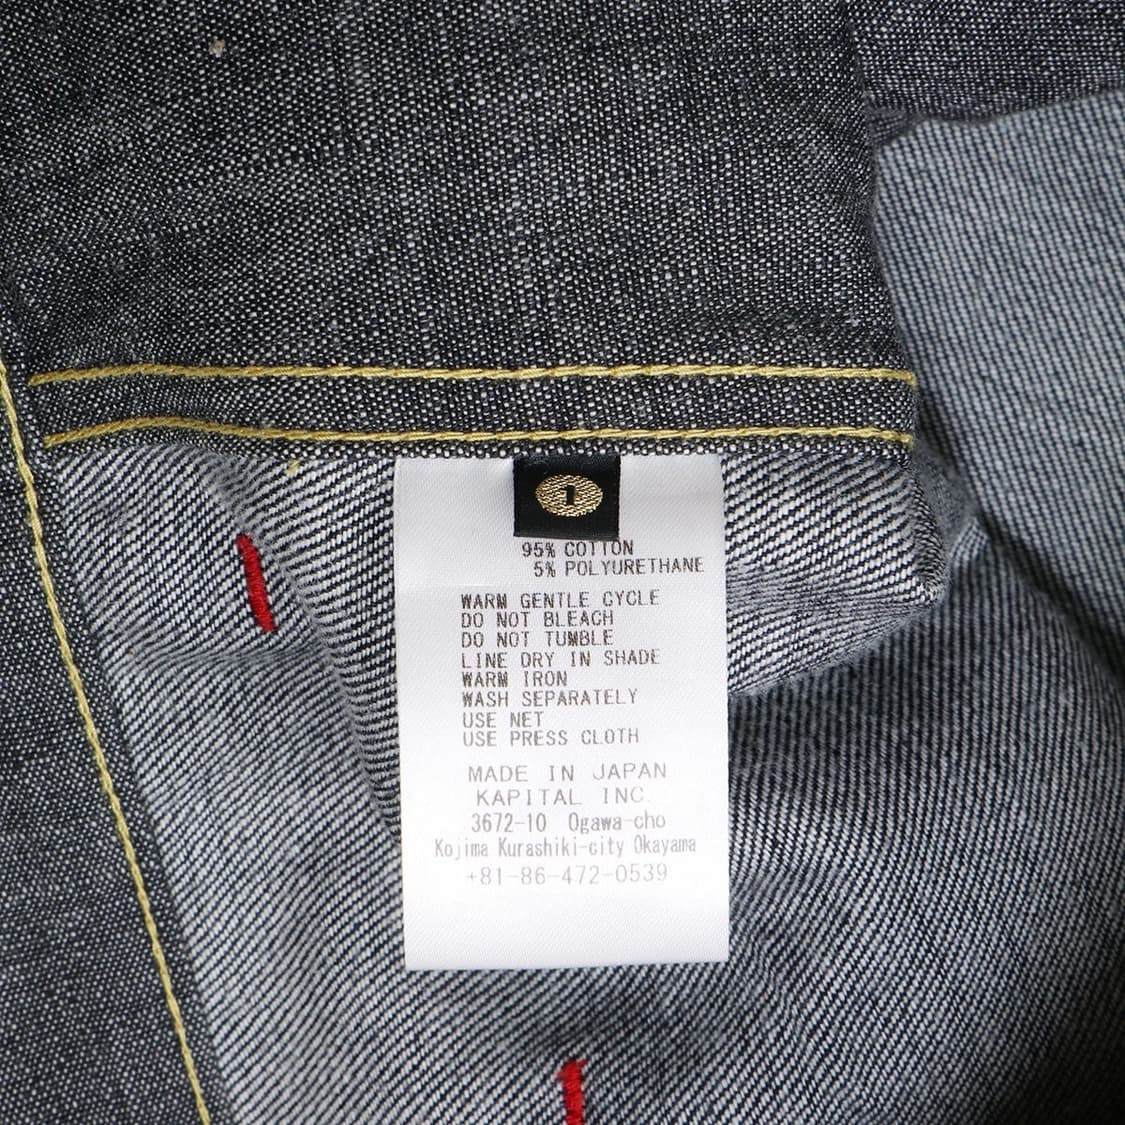 1
95% COTTON
5% POLYURETHANE
WARM GENTLE CYCLE
DO NOT BLEACH
DO NOT TUMBLE
LINE DRY IN SHADE
WARM IRON
WASH SEPARATELY
USE NET
USE PRESS CLOTH
MADE IN JAPAN
KAPITAL INC.
3672-10 Ogawa-cho
Kojima Kurashiki-city Okayama
+81-86-472-0539